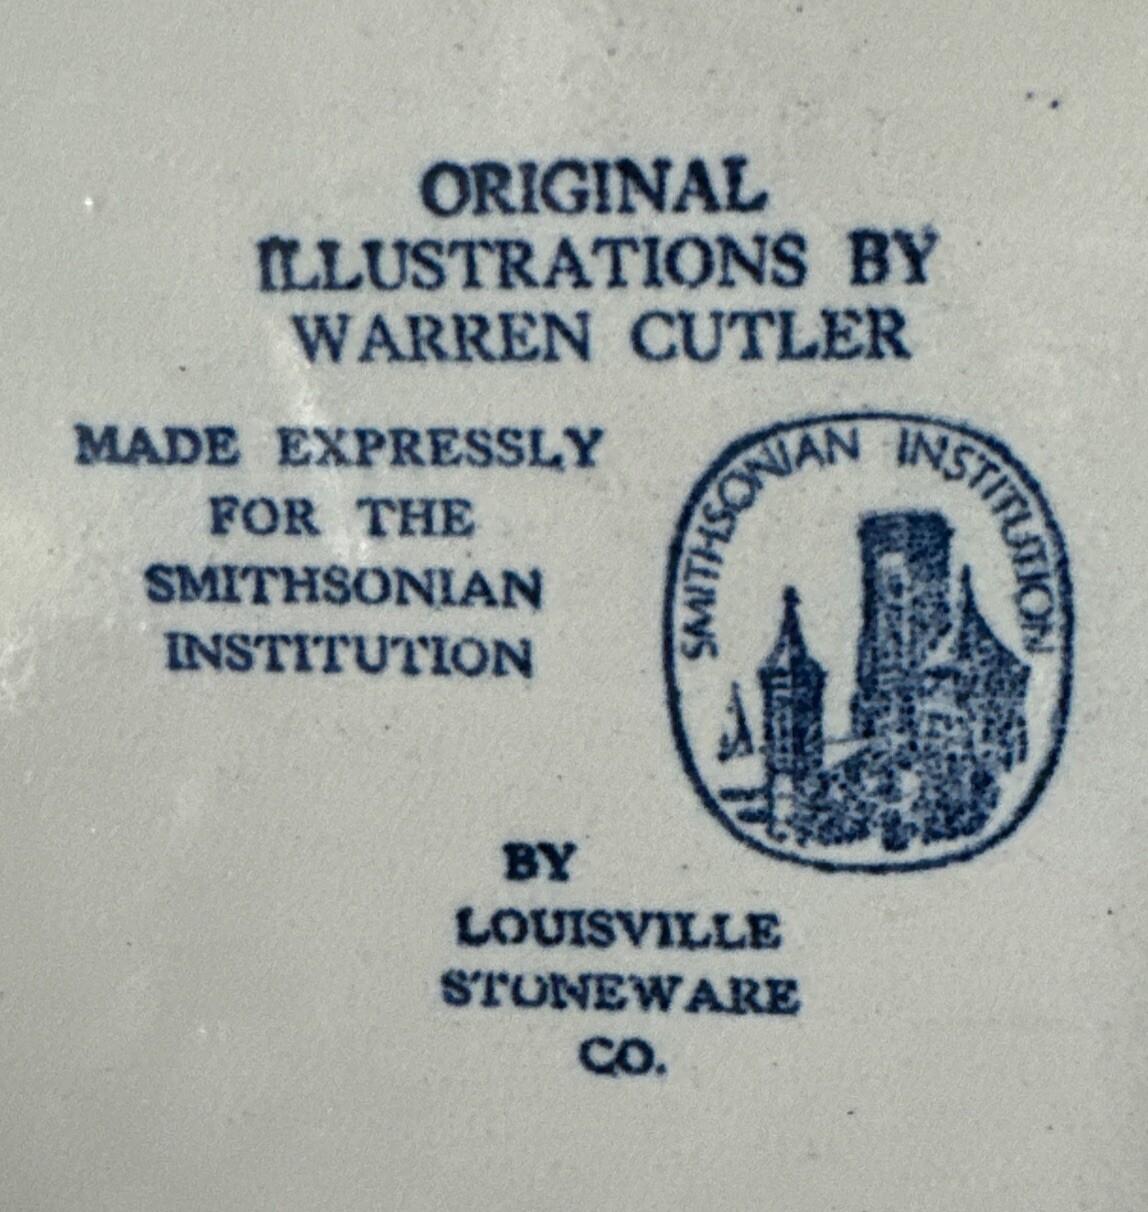 ORIGINAL
ILLUSTRATIONS BY
WARREN CUTLER
MADE EXPRESSLY
FOR THE
SMITHSONIAN
INSTITUTION
SMITHSONIAN INSTITUTION
BY
LOUISVILLE
STONEWARE
CO.